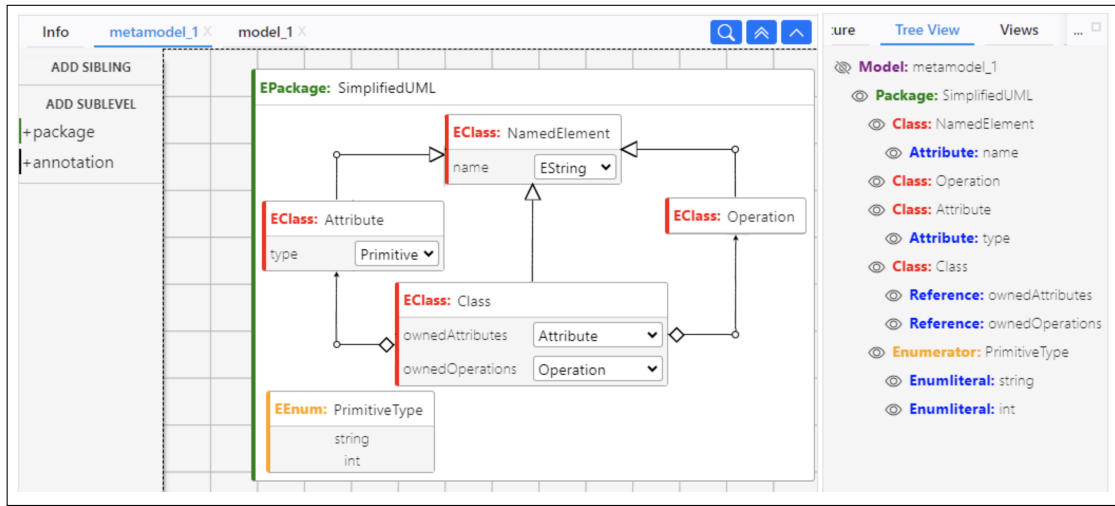 Info metamodel_1 X model_1 X
ADD SIBLING
ADD SUBLEVEL
+package
+annotation
EPackage: SimplifiedUML
EClass: NamedElement
name EString
EClass: Attribute
type Primitive
EClass: Operation
EClass: Class
ownedAttributes Attribute
ownedOperations Operation
EEnum: PrimitiveType
string
int
:ure Tree View Views ...
Model: metamodel_1
Package: SimplifiedUML
Class: NamedElement
Attribute: name
Class: Operation
Class: Attribute
Attribute: type
Class: Class
Reference: ownedAttributes
Reference: ownedOperations
Enumerator: PrimitiveType
Enumliteral: string
Enumliteral: int